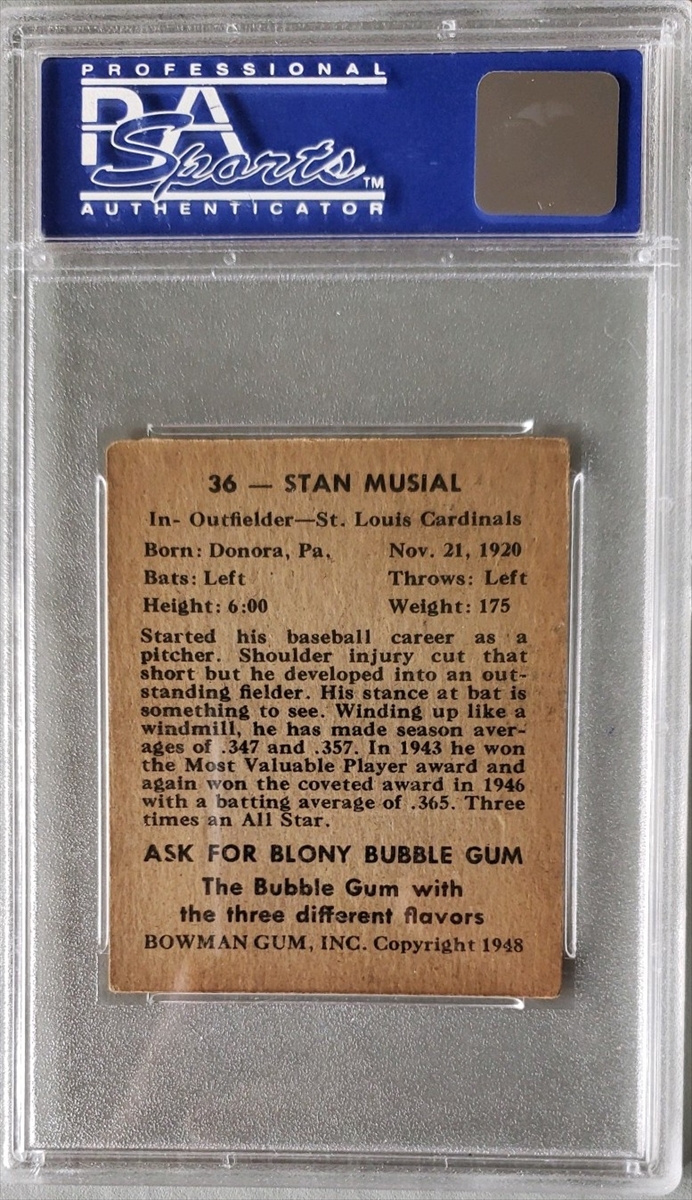 PROFESSIONAL
PSA
Sports TM
AUTHENTICATOR
36 — STAN MUSIAL
In- Outfielder—St. Louis Cardinals
Born: Donora, Pa. Nov. 21, 1920
Bats: Left Throws: Left
Height: 6:00 Weight: 175
Started his baseball career as a
pitcher. Shoulder injury cut that
short but he developed into an out-
standing fielder. His stance at bat is
something to see. Winding up like a
windmill, he has made season aver-
ages of .347 and .357. In 1943 he won
the Most Valuable Player award and
again won the coveted award in 1946
with a batting average of .365. Three
times an All Star.
ASK FOR BLONY BUBBLE GUM
The Bubble Gum with
the three different flavors
BOWMAN GUM, INC. Copyright 1948